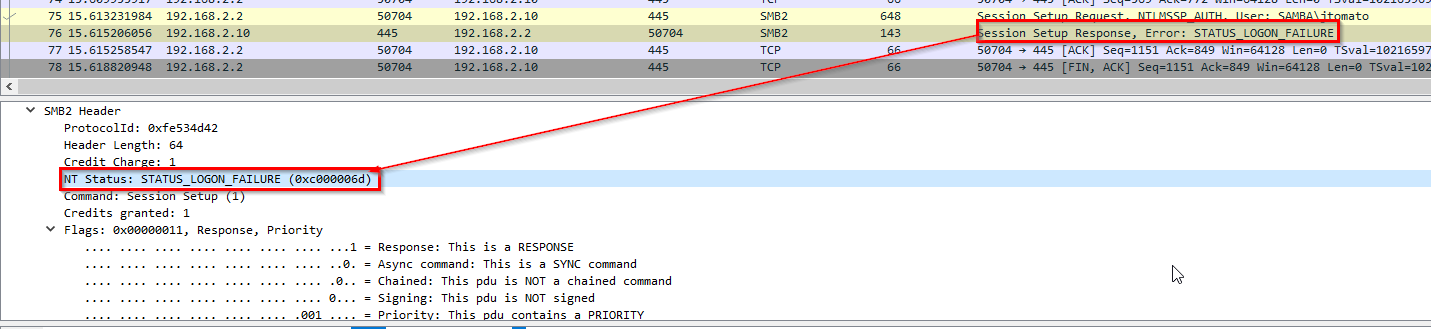 75 15.613231984 192.168.2.2 50704 192.168.2.10 445 SMB2 648 Session Setup Request, NTLMSSP_AUTH, User: SAMBA\jtomato
76 15.615206056 192.168.2.10 445 192.168.2.2 50704 SMB2 143 Session Setup Response, Error: STATUS_LOGON_FAILURE
77 15.615258547 192.168.2.2 50704 192.168.2.10 445 TCP 66 50704 → 445 [ACK] Seq=1151 Ack=849 Win=64128 Len=0 TSval=10216597
78 15.618820948 192.168.2.2 50704 192.168.2.10 445 TCP 66 50704 → 445 [FIN, ACK] Seq=1151 Ack=849 Win=64128 Len=0 TSval=102
SMB2 Header
ProtocolId: 0xfe534d42
Header Length: 64
Credit Charge: 1
NT Status: STATUS_LOGON_FAILURE (0xc000006d)
Command: Session Setup (1)
Credits granted: 1
Flags: 0x00000011, Response, Priority
.... .... .... .... .... .... .... ...1 = Response: This is a RESPONSE
.... .... .... .... .... .... .... ..0. = Async command: This is a SYNC command
.... .... .... .... .... .... .... .0.. = Chained: This pdu is NOT a chained command
.... .... .... .... .... .... .... 0... = Signing: This pdu is NOT signed
.... .... .... .... .... .... .001 .... = Priority: This pdu contains a PRIORITY